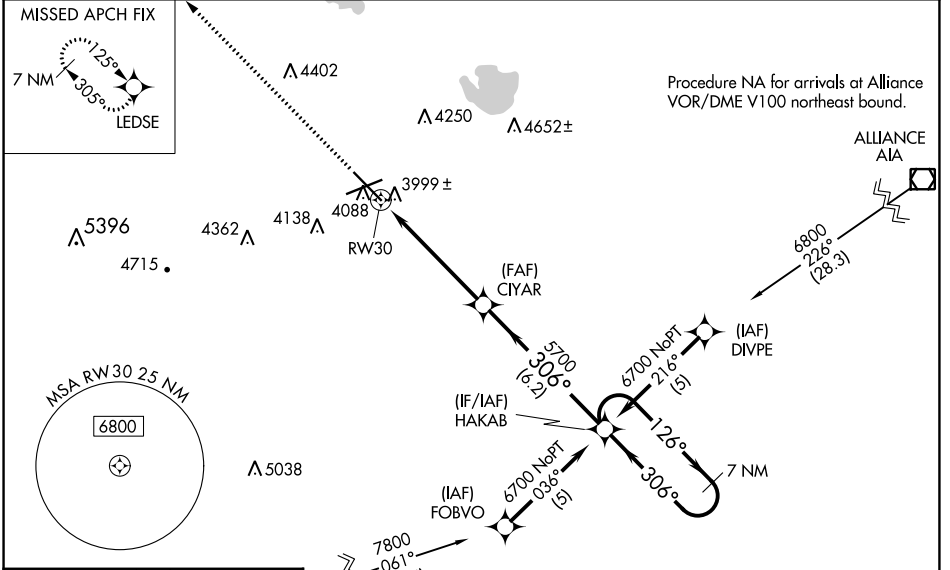 MISSED APCH FIX
125°
7 NM
305°
LEDSE
4402
4250
4652±
Procedure NA for arrivals at Alliance
VOR/DME V100 northeast bound.
ALLIANCE
AIA
3999±
4088
4138
4362
5396
4715
RW30
6800
226°
(28.3)
(FAF)
CIYAR
(IAF)
DIVPE
6700 NoPT
216°
(5)
5700
306°
(6.2)
(IF/IAF)
HAKAB
126°
306°
7 NM
MSA RW30 25 NM
6800
5038
6700 NoPT
036°
(5)
(IAF)
FOBVO
7800
061°